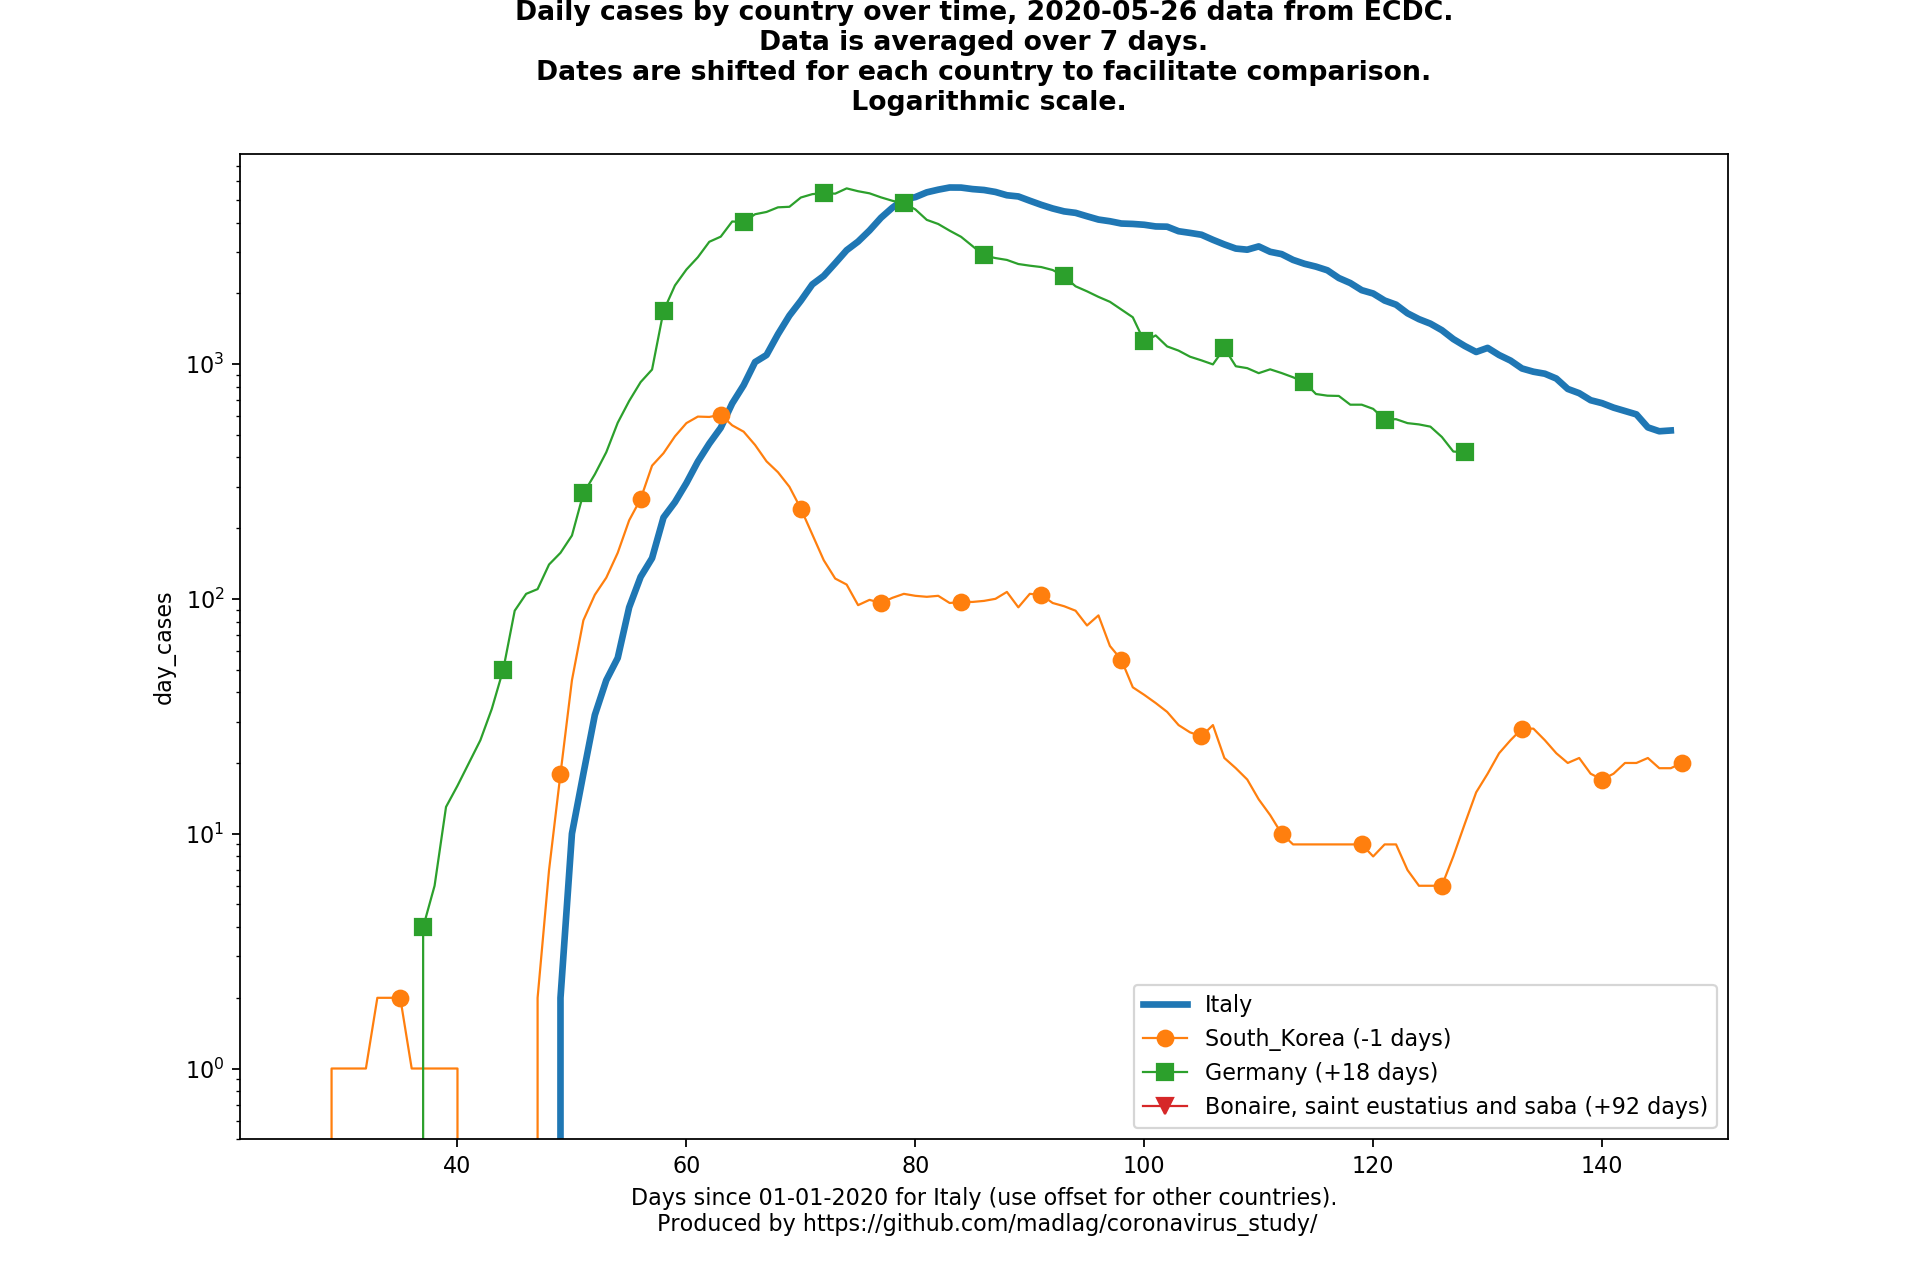 Daily cases by country over time, 2020-05-26 data from ECDC.
Data is averaged over 7 days.
Dates are shifted for each country to facilitate comparison.
Logarithmic scale.
day_cases
10³
10²
10¹
10⁰
Italy
South_Korea (-1 days)
Germany (+18 days)
Bonaire, saint eustatius and saba (+92 days)
40 60 80 100 120 140
Days since 01-01-2020 for Italy (use offset for other countries).
Produced by https://github.com/madlag/coronavirus_study/